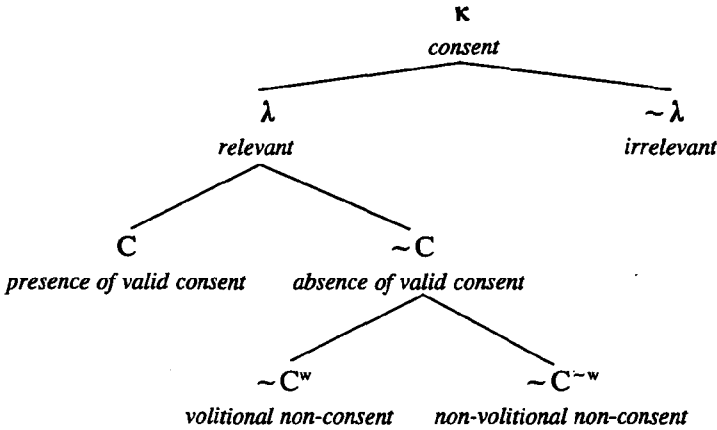 κ
consent
λ ~ λ
relevant irrelevant
C ~C
presence of valid consent absence of valid consent
~Cʷ ~C~ʷ
volitional non-consent non-volitional non-consent